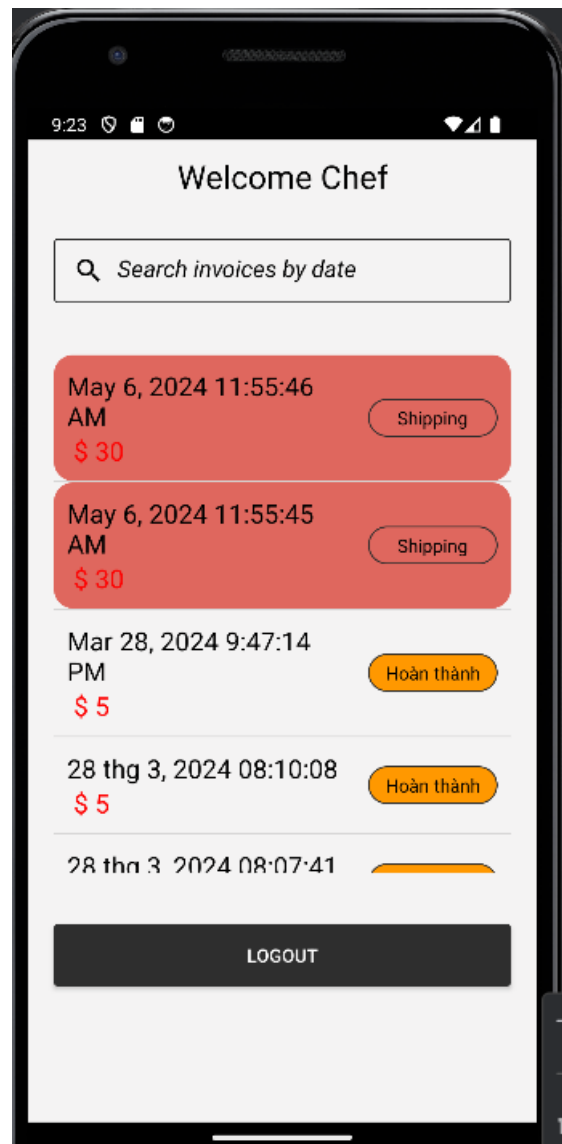 9:23
Welcome Chef
Search invoices by date
May 6, 2024 11:55:46
AM
$ 30
Shipping
May 6, 2024 11:55:45
AM
$ 30
Shipping
Mar 28, 2024 9:47:14
PM
$ 5
Hoàn thành
28 thg 3, 2024 08:10:08
$ 5
Hoàn thành
28 thg 3, 2024 08:07:41
LOGOUT